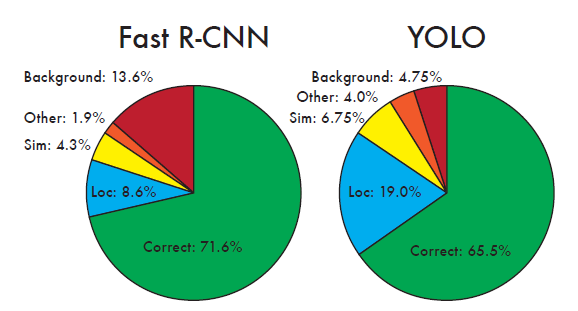 Fast R-CNN
Background: 13.6%
Other: 1.9%
Sim: 4.3%
Loc: 8.6%
Correct: 71.6%
YOLO
Background: 4.75%
Other: 4.0%
Sim: 6.75%
Loc: 19.0%
Correct: 65.5%